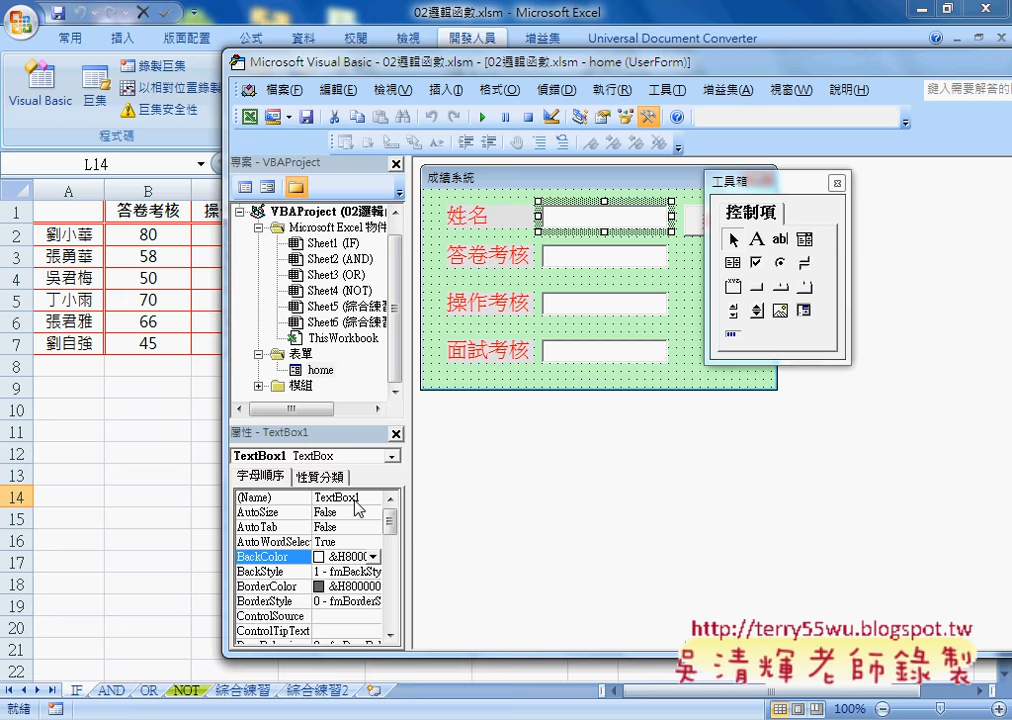 02邏輯函數.xlsm - Microsoft Excel
常用 插入 版面配置 公式 資料 校閱 檢視 開發人員 增益集 Universal Document Converter
Visual Basic 巨集 錄製巨集
以相對位置錄製
巨集安全性
程式碼
L14
A B
1 答卷考核 操
2 劉小華 80
3 張勇華 58
4 吳君梅 50
5 丁小雨 70
6 張君雅 66
7 劉自強 45
8
9
10
11
12
13
14
15
16
17
18
19
20
21
22
Microsoft Visual Basic - 02邏輯函數.xlsm - [02邏輯函數.xlsm - home (UserForm)]
檔案(F) 編輯(E) 檢視(V) 插入(I) 格式(O) 偵錯(D) 執行(R) 工具(T) 增益集(A) 視窗(W) 說明(H) 鍵入需要解答的
專案 - VBAProject
VBAProject (02邏輯
Microsoft Excel 物件
Sheet1 (IF)
Sheet2 (AND)
Sheet3 (OR)
Sheet4 (NOT)
Sheet5 (綜合練習
Sheet6 (綜合練習
ThisWorkbook
表單
home
模組
屬性 - TextBox1
TextBox1 TextBox
字母順序 性質分類
(Name) TextBox1
AutoSize False
AutoTab False
AutoWordSelec True
BackColor &H8000
BackStyle 1 - fmBackSty
BorderColor &H800000
BorderStyle 0 - fmBorderS
ControlSource
ControlTipText
成績系統
姓名
答卷考核
操作考核
面試考核
工具箱
控制項
http://terry55wu.blogspot.tw
吳清輝老師錄製
IF AND OR NOT 綜合練習 綜合練習2
就緒 100%